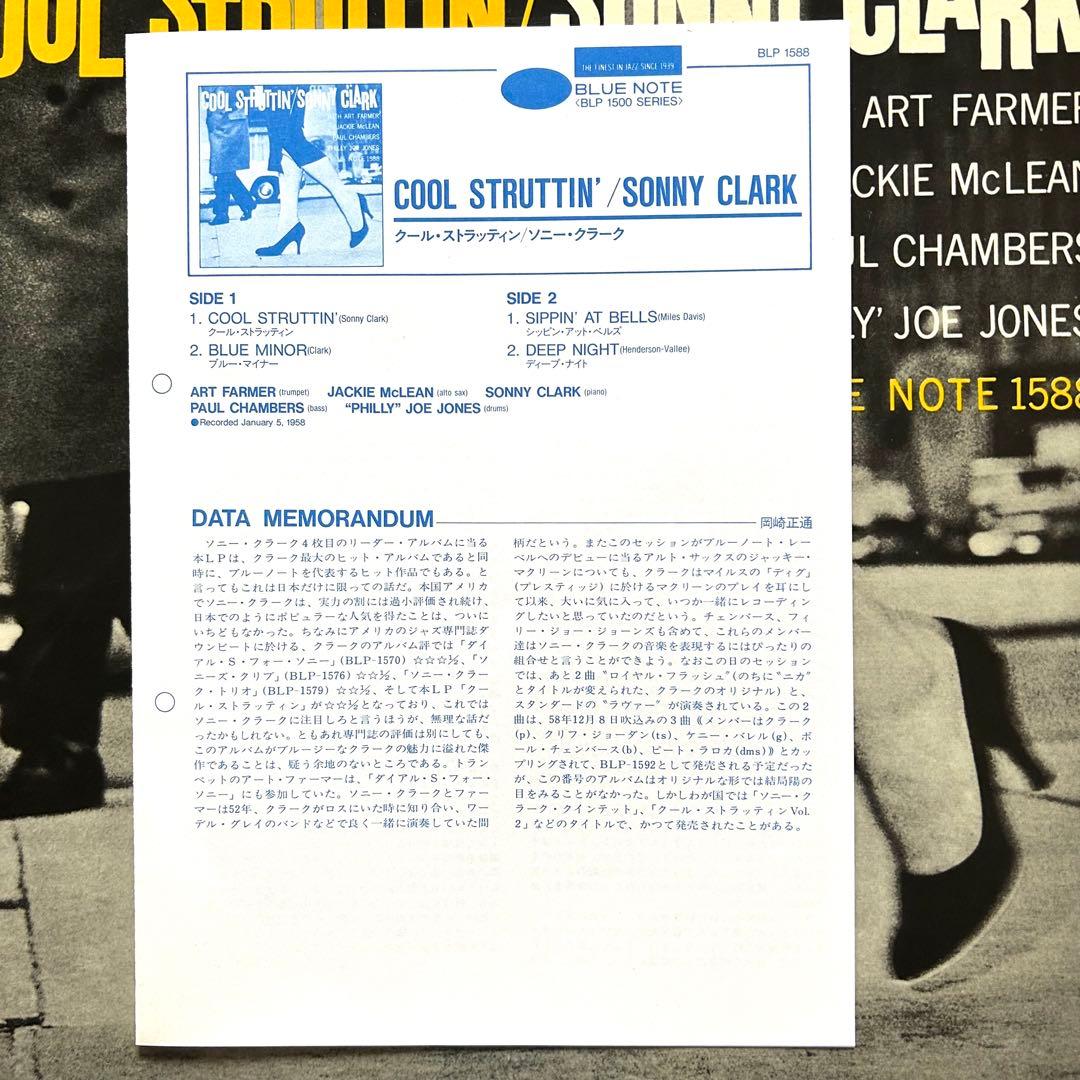 COOL STRUTTIN'/SONNY CLARK
ART FARMER
JACKIE McLEAN
PAUL CHAMBERS
"PHILLY" JOE JONES
NOTE 1588
BLP 1588
THE FINEST IN JAZZ SINCE 1939
BLUE NOTE
〈BLP 1500 SERIES〉
COOL STRUTTIN'/SONNY CLARK
WITH ART FARMER
JACKIE McLEAN
PAUL CHAMBERS
PHILLY JOE JONES
NOTE 1588
COOL STRUTTIN'/SONNY CLARK
クール・ストラッティン/ソニー・クラーク
SIDE 1
1. COOL STRUTTIN'(Sonny Clark)
クール・ストラッティン
2. BLUE MINOR(Clark)
ブルー・マイナー
SIDE 2
1. SIPPIN' AT BELLS(Miles Davis)
シッピン・アット・ベルズ
2. DEEP NIGHT(Henderson-Vallee)
ディープ・ナイト
ART FARMER (trumpet) JACKIE McLEAN (alto sax) SONNY CLARK (piano)
PAUL CHAMBERS (bass) "PHILLY" JOE JONES (drums)
●Recorded January 5, 1958
DATA MEMORANDUM
岡崎正通
ソニー・クラーク4枚目のリーダー・アルバムに当る
本LPは、クラーク最大のヒット・アルバムであると同
時に、ブルーノートを代表するヒット作品でもある。と
言ってもこれは日本だけに限っての話だ。本国アメリカ
でソニー・クラークは、実力の割には過小評価され続け、
日本でのようにポピュラーな人気を得たことは、ついに
いちどもなかった。ちなみにアメリカのジャズ専門誌ダ
ウンビートに於ける、クラークのアルバム評では「ダイ
アル・S・フォー・ソニー」(BLP-1570) ☆☆☆½、「ソ
ニーズ・クリブ」(BLP-1576) ☆☆½、「ソニー・クラー
ク・トリオ」(BLP-1579) ☆☆½、そして本LP「クー
ル・ストラッティン」が☆☆½となっており、これでは
ソニー・クラークに注目しろと言うほうが、無理な話だ
ったかもしれない。ともあれ専門誌の評価は別にしても、
このアルバムがブルージーなクラークの魅力に溢れた傑
作であることは、疑う余地のないところである。トラン
ペットのアート・ファーマーは、「ダイアル・S・フォー・
ソニー」にも参加していた。ソニー・クラークとファー
マーは52年、クラークがロスにいた時に知り合い、ワー
デル・グレイのバンドなどで良く一緒に演奏していた間
柄だという。またこのセッションがブルーノート・レー
ベルへのデビューに当るアルト・サックスのジャッキー・
マクリーンについても、クラークはマイルスの「ディグ」
(プレスティッジ) に於けるマクリーンのプレイを耳にし
て以来、大いに気に入って、いつか一緒にレコーディン
グしたいと思っていたのだという。チェンバース、フィ
リー・ジョー・ジョーンズも含めて、これらのメンバー
達はソニー・クラークの音楽を表現するにはぴったりの
組合せと言うことができよう。なおこの日のセッション
では、あと2曲〝ロイヤル・フラッシュ〟(のちに〝ニカ〟
とタイトルが変えられた、クラークのオリジナル) と、
スタンダードの〝ラヴァー〟が演奏されている。この2
曲は、58年12月8日吹込みの3曲《メンバーはクラーク
(p)、クリフ・ジョーダン(ts)、ケニー・バレル(g)、ポ
ール・チェンバース(b)、ピート・ラロカ(dms)》とカッ
プリングされて、BLP-1592として発売される予定だった
が、この番号のアルバムはオリジナルな形では結局陽の
目をみることがなかった。しかしわが国では「ソニー・ク
ラーク・クインテット」、「クール・ストラッティン Vol.
2」などのタイトルで、かつて発売されたことがある。